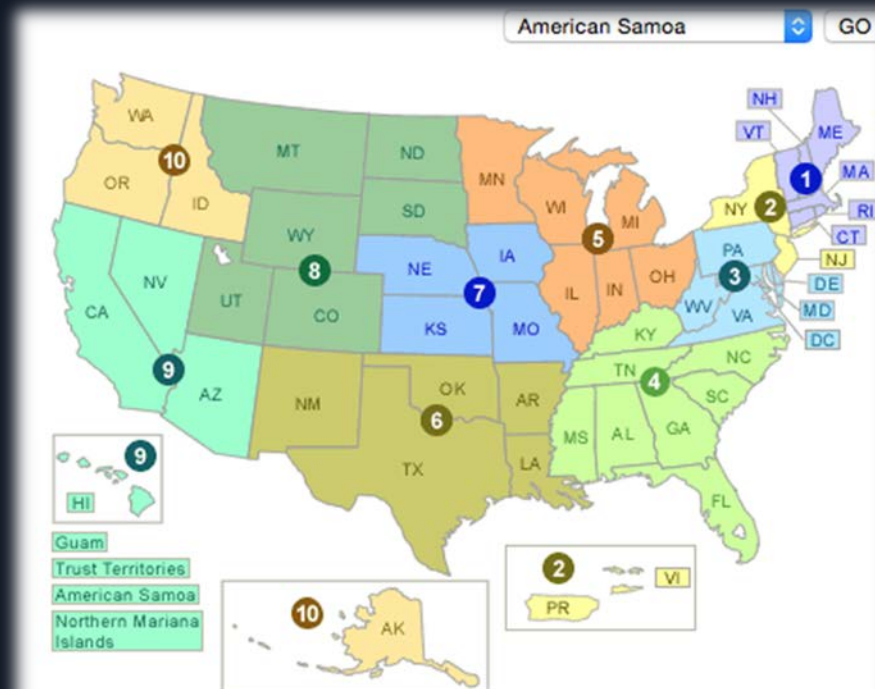 American Samoa
GO
WA
MT
ND
MN
OR
ID
10
SD
WY
WI
MI
NH
VT
ME
MA
1
NY
2
RI
CT
NJ
5
PA
3
DE
MD
DC
WV
VA
NV
CA
UT
8
CO
NE
IA
7
KS
MO
IL
IN
OH
KY
9
AZ
NM
OK
6
TX
AR
LA
TN
4
NC
SC
MS
AL
GA
FL
9
HI
Guam
Trust Territories
American Samoa
Northern Mariana
Islands
10
AK
2
PR
VI